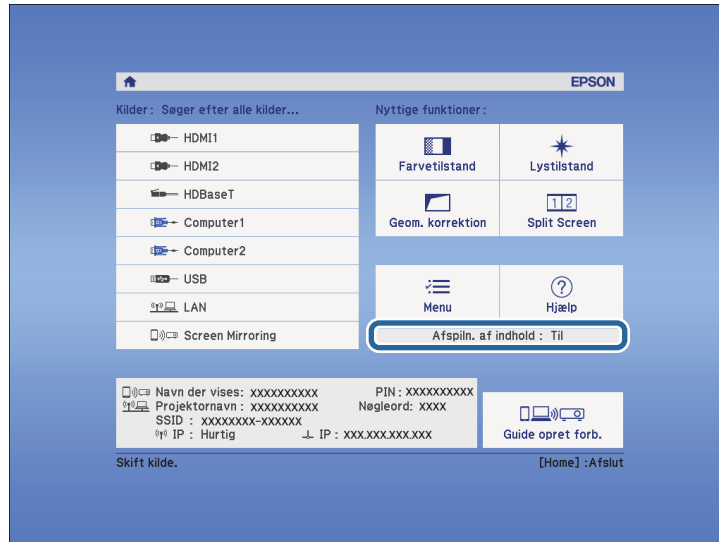 EPSON
Kilder : Søger efter alle kilder...
HDMI1
HDMI2
HDBaseT
Computer1
Computer2
USB
LAN
Screen Mirroring
Nyttige funktioner :
Farvetilstand
Lystilstand
Geom. korrektion
1 2
Split Screen
Menu
? Hjælp
Afspiln. af indhold : Til
Navn der vises: xxxxxxxxxx PIN : xxxxxxxxxx
Projektornavn : xxxxxxxxxx Nøgleord: xxxx
SSID : xxxxxxxx-xxxxxx
IP : Hurtig IP : xxx.xxx.xxx.xxx
Guide opret forb.
Skift kilde. [Home] :Afslut